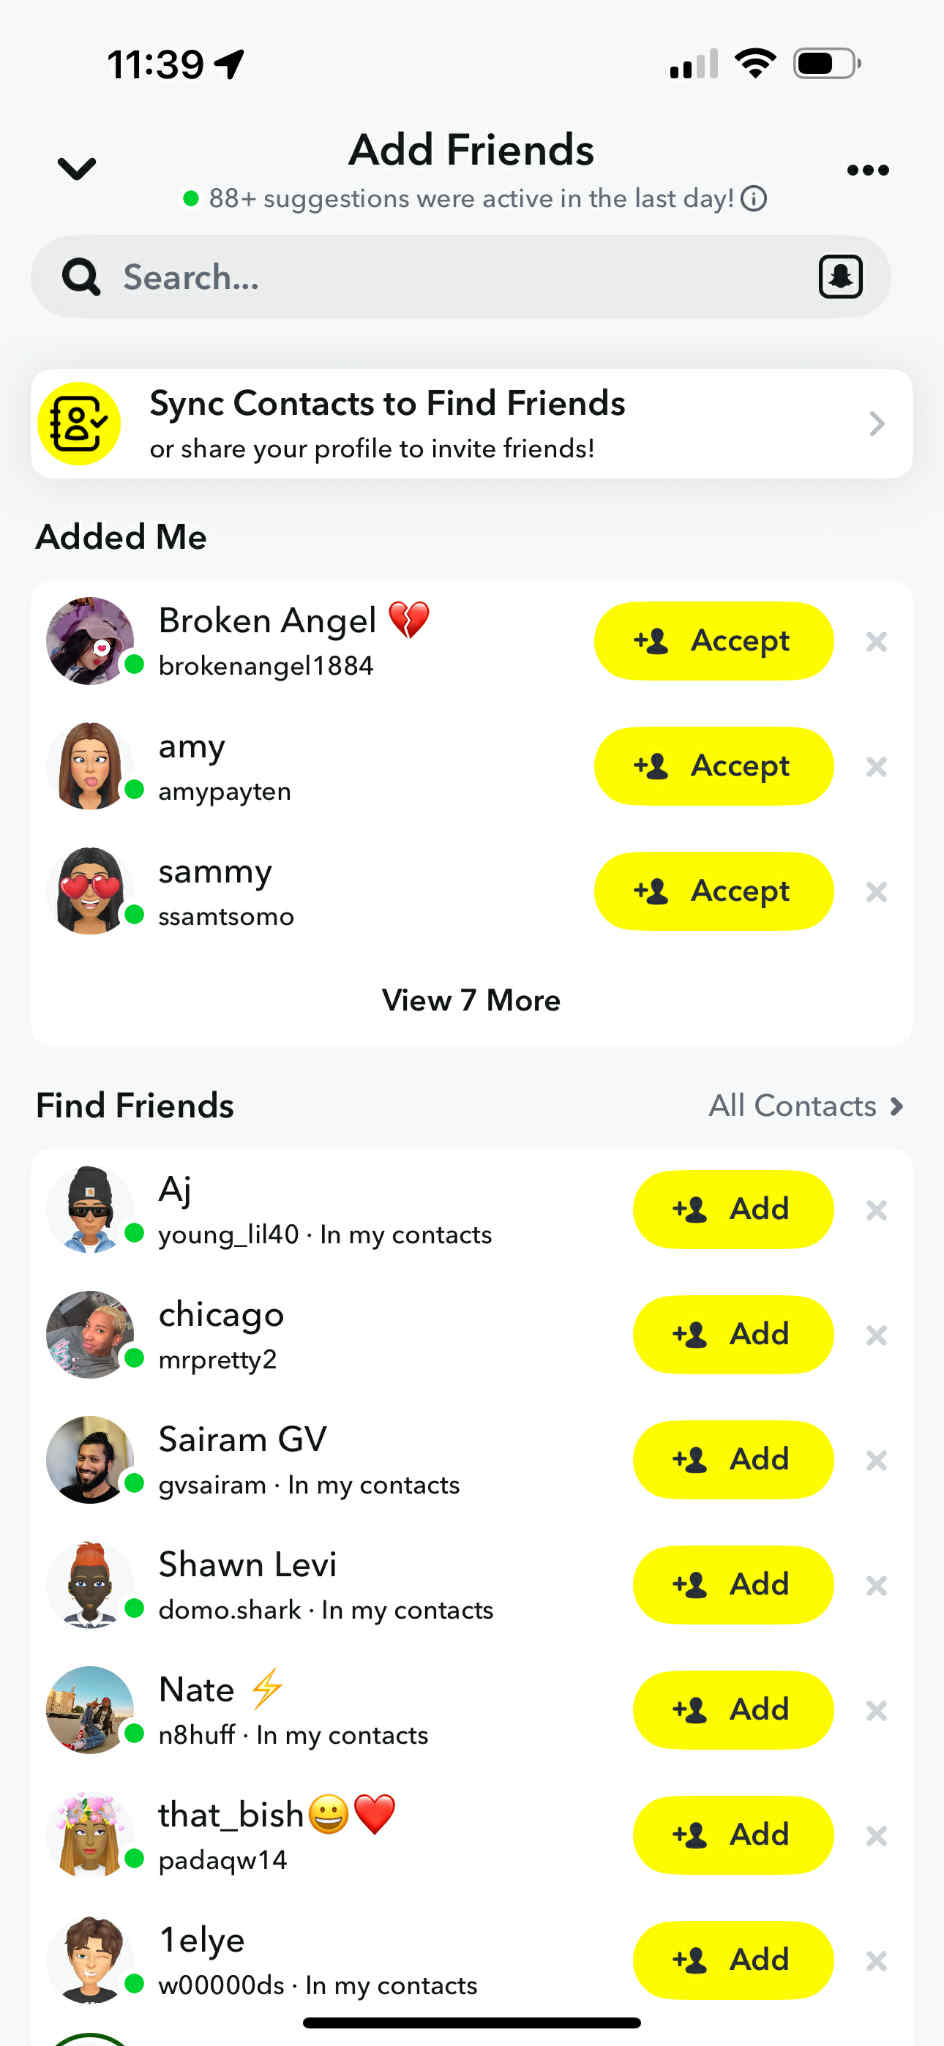 11:39
Add Friends
88+ suggestions were active in the last day!
Search...
Sync Contacts to Find Friends
or share your profile to invite friends!
Added Me
Broken Angel 💔
brokenangel1884
Accept
amy
amypayten
Accept
sammy
ssamtsomo
Accept
View 7 More
Find Friends
All Contacts
Aj
young_lil40 · In my contacts
Add
chicago
mrpretty2
Add
Sairam GV
gvsairam · In my contacts
Add
Shawn Levi
domo.shark · In my contacts
Add
Nate ⚡
n8huff · In my contacts
Add
that_bish😀❤️
padaqw14
Add
1elye
w00000ds · In my contacts
Add